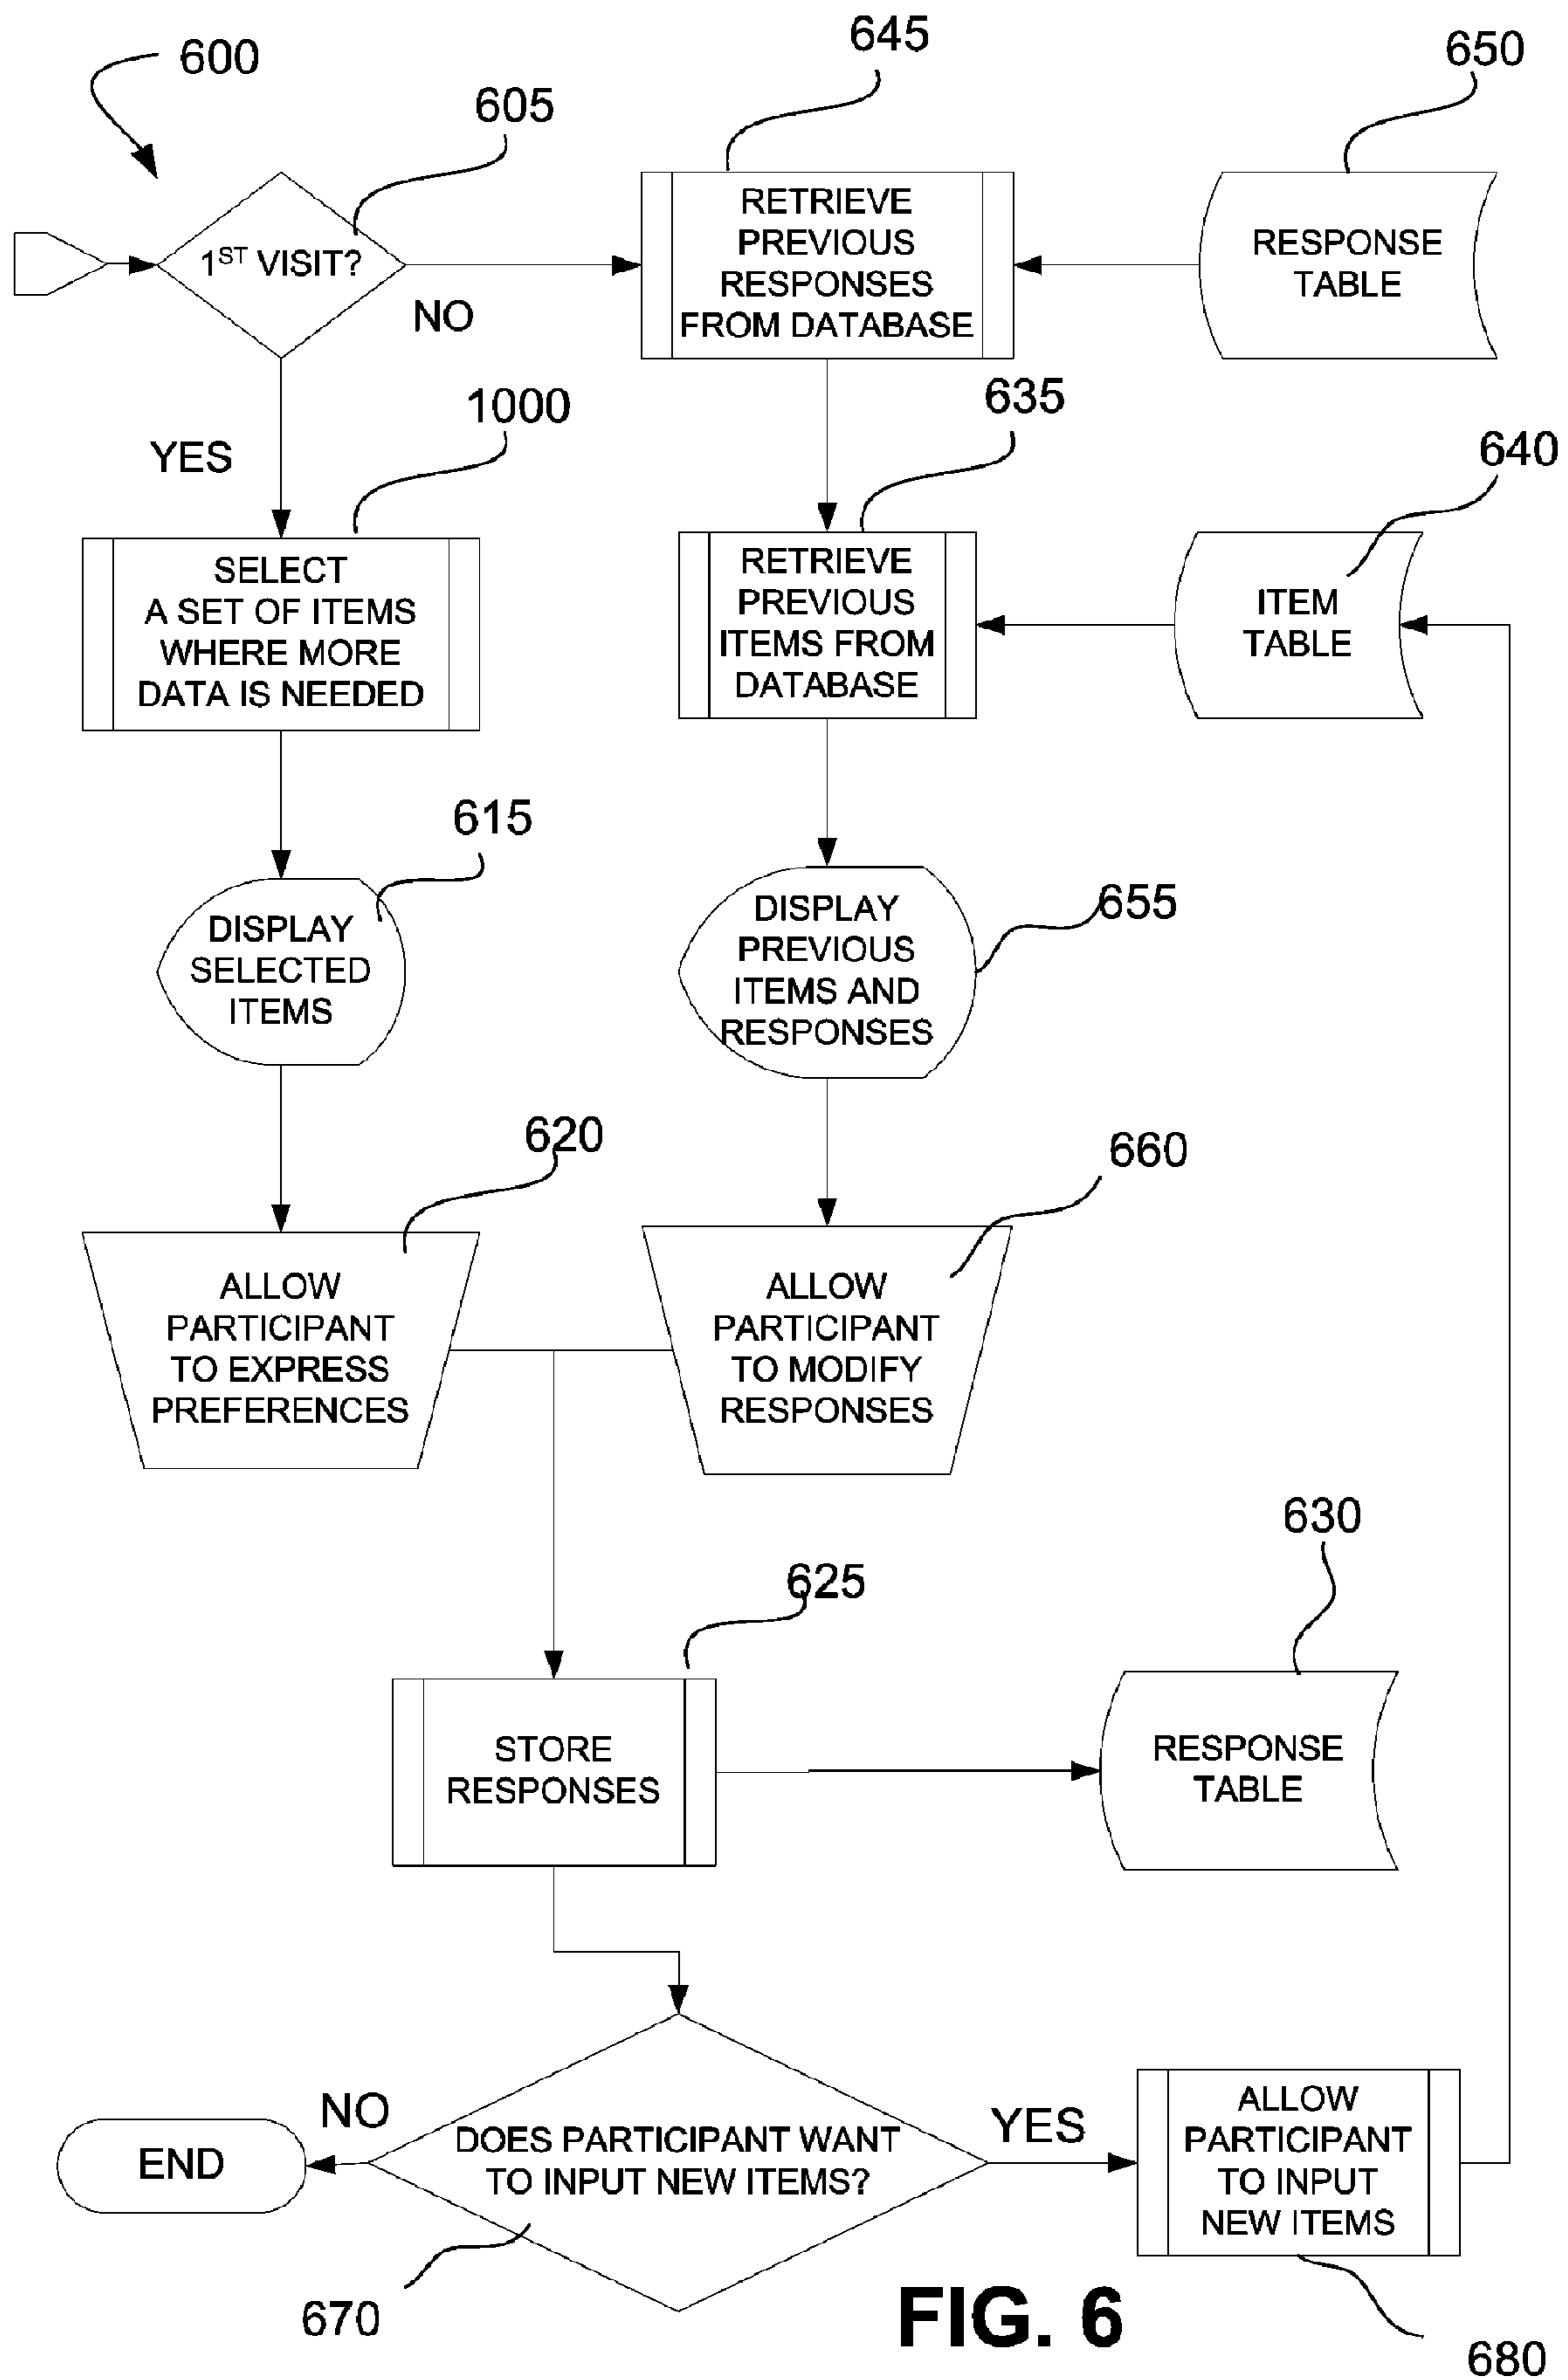 600
605
645
650
1ST VISIT?
NO
RETRIEVE
PREVIOUS
RESPONSES
FROM DATABASE
RESPONSE
TABLE
YES
1000
635
640
SELECT
A SET OF ITEMS
WHERE MORE
DATA IS NEEDED
RETRIEVE
PREVIOUS
ITEMS FROM
DATABASE
ITEM
TABLE
615
655
DISPLAY
SELECTED
ITEMS
DISPLAY
PREVIOUS
ITEMS AND
RESPONSES
620
660
ALLOW
PARTICIPANT
TO EXPRESS
PREFERENCES
ALLOW
PARTICIPANT
TO MODIFY
RESPONSES
625
630
STORE
RESPONSES
RESPONSE
TABLE
END
NO
DOES PARTICIPANT WANT
TO INPUT NEW ITEMS?
YES
ALLOW
PARTICIPANT
TO INPUT
NEW ITEMS
670
680
FIG. 6